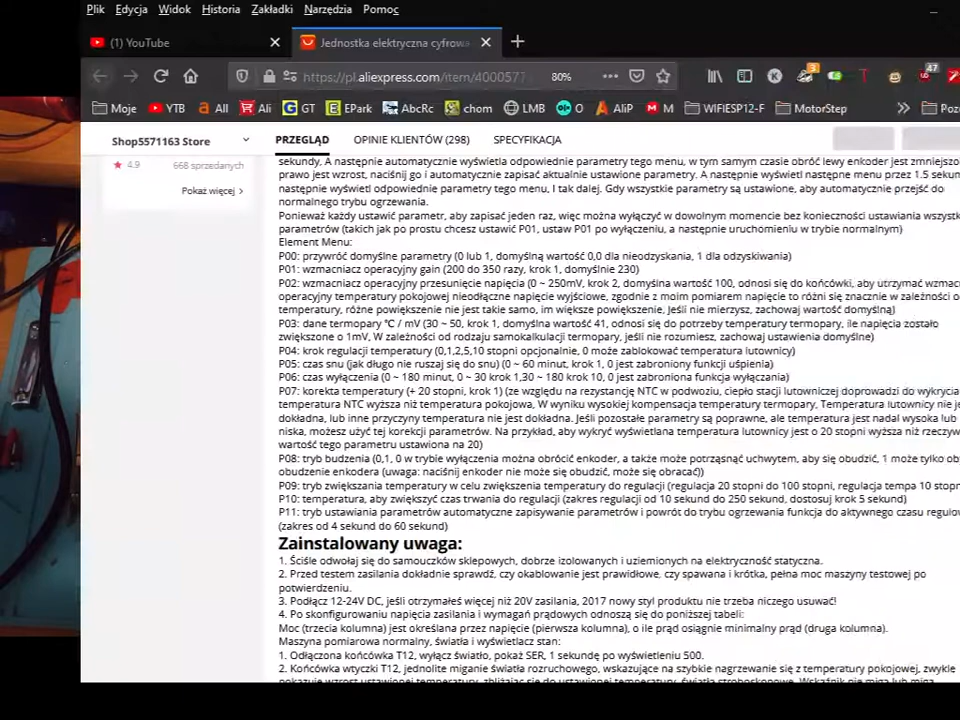 Plik Edycja Widok Historia Zakładki Narzędzia Pomoc
(1) YouTube × Jednostka elektryczna cyfrowa × +
https://pl.aliexpress.com/item/4000577 80% ••• 3 47
Moje YTB All Ali GT EPark AbcRc chom LMB O AliP M WIFIESP12-F MotorStep Poz
Shop5571163 Store PRZEGLĄD OPINIE KLIENTÓW (298) SPECYFIKACJA
4.9 668 sprzedanych
Pokaż więcej
sekundy, A następnie automatycznie wyświetla odpowiednie parametry tego menu, w tym samym czasie obróć lewy enkoder jest zmniejszo
prawo jest wzrost, naciśnij go i automatycznie zapisać aktualnie ustawione parametry. A następnie wyświetl następne menu przez 1.5 sekun
następnie wyświetl odpowiednie parametry tego menu, I tak dalej. Gdy wszystkie parametry są ustawione, aby automatycznie przejść do
normalnego trybu ogrzewania.
Ponieważ każdy ustawić parametr, aby zapisać jeden raz, więc można wyłączyć w dowolnym momencie bez konieczności ustawiania wszystk
parametrów (takich jak po prostu chcesz ustawić P01, ustaw P01 po wyłączeniu, a następnie uruchomieniu w trybie normalnym)
Element Menu:
P00: przywróć domyślne parametry (0 lub 1, domyślną wartość 0,0 dla nieodzyskania, 1 dla odzyskiwania)
P01: wzmacniacz operacyjny gain (200 do 350 razy, krok 1, domyślnie 230)
P02: wzmacniacz operacyjny przesunięcie napięcia (0 ~ 250mV, krok 2, domyślna wartość 100, odnosi się do końcówki, aby utrzymać wzmac
operacyjny temperatury pokojowej nieodłączne napięcie wyjściowe, zgodnie z moim pomiarem napięcie to różni się znacznie w zależności o
temperatury, różne powiększenie nie jest takie samo, im większe powiększenie, Jeśli nie mierzysz, zachowaj wartość domyślną)
P03: dane termopary °C / mV (30 ~ 50, krok 1, domyślna wartość 41, odnosi się do potrzeby temperatury termopary, ile napięcia zostało
zwiększone o 1mV, W zależności od rodzaju samokalkulacji termopary, jeśli nie rozumiesz, zachowaj ustawienia domyślne)
P04: krok regulacji temperatury (0,1,2,5,10 stopni opcjonalnie, 0 może zablokować temperatura lutownicy)
P05: czas snu (jak długo nie ruszaj się do snu) (0 ~ 60 minut, krok 1, 0 jest zabroniony funkcji uśpienia)
P06: czas wyłączenia (0 ~ 180 minut, 0 ~ 30 krok 1,30 ~ 180 krok 10, 0 jest zabroniona funkcja wyłączania)
P07: korekta temperatury (+ 20 stopni, krok 1) (ze względu na rezystancję NTC w podwoziu, ciepło stacji lutowniczej doprowadzi do wykrycia
temperatura NTC wyższa niż temperatura pokojowa, W wyniku wysokiej kompensacja temperatury termopary, Temperatura lutownicy nie je
dokładna, lub inne przyczyny temperatura nie jest dokładna. Jeśli pozostałe parametry są poprawne, ale temperatura jest nadal wysoka lub
niska, możesz użyć tej korekcji parametrów. Na przykład, aby wykryć wyświetlana temperatura lutownicy jest o 20 stopni wyższa niż rzeczyw
wartość tego parametru ustawiona na 20)
P08: tryb budzenia (0,1, 0 w trybie wyłączenia można obrócić enkoder, a także może potrząsnąć uchwytem, aby się obudzić, 1 może tylko ob
obudzenie enkodera (uwaga: naciśnij enkoder nie może się obudzić, może się obracać))
P09: tryb zwiększania temperatury w celu zwiększenia temperatury do regulacji (regulacja 20 stopni do 100 stopni, regulacja tempa 10 stopn
P10: temperatura, aby zwiększyć czas trwania do regulacji (zakres regulacji od 10 sekund do 250 sekund, dostosuj krok 5 sekund)
P11: tryb ustawiania parametrów automatyczne zapisywanie parametrów i powrót do trybu ogrzewania funkcja do aktywnego czasu regulow
(zakres od 4 sekund do 60 sekund)
Zainstalowany uwaga:
1. Ściśle odwołaj się do samouczków sklepowych, dobrze izolowanych i uziemionych na elektryczność statyczna.
2. Przed testem zasilania dokładnie sprawdź, czy okablowanie jest prawidłowe, czy spawana i krótka, pełna moc maszyny testowej po
potwierdzeniu.
3. Podłącz 12-24V DC, jeśli otrzymałeś więcej niż 20V zasilania, 2017 nowy styl produktu nie trzeba niczego usuwać!
4. Po skonfigurowaniu napięcia zasilania i wymagań prądowych odnoszą się do poniższej tabeli:
Moc (trzecia kolumna) jest określana przez napięcie (pierwsza kolumna), o ile prąd osiągnie minimalny prąd (druga kolumna).
Maszyna pomiarowa normalny, światła i wyświetlacz stan:
1. Odłączona końcówka T12, wyłącz światło, pokaż SER, 1 sekundę po wyświetleniu 500.
2. Końcówka wtyczki T12, jednolite miganie światła rozruchowego, wskazujące na szybkie nagrzewanie się z temperatury pokojowej, zwykle